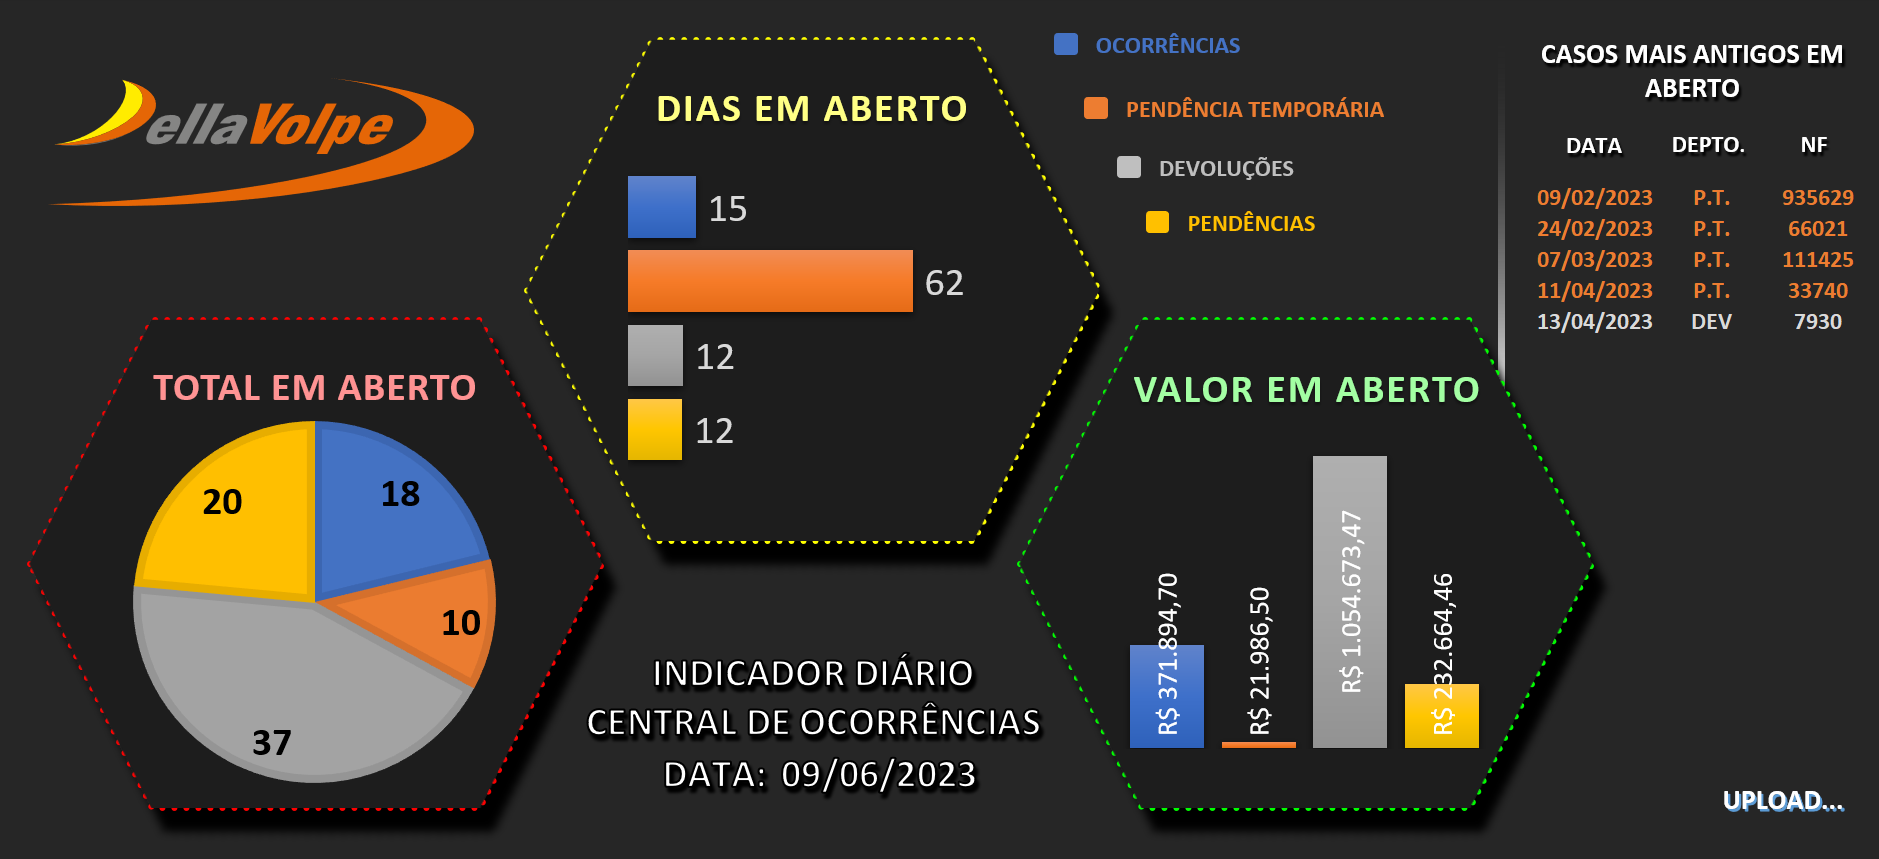 DellaVolpe
TOTAL EM ABERTO
20
18
10
37
DIAS EM ABERTO
15
62
12
12
INDICADOR DIÁRIO
CENTRAL DE OCORRÊNCIAS
DATA: 09/06/2023
OCORRÊNCIAS
PENDÊNCIA TEMPORÁRIA
DEVOLUÇÕES
PENDÊNCIAS
VALOR EM ABERTO
R$ 371.894,70
R$ 21.986,50
R$ 1.054.673,47
R$ 232.664,46
CASOS MAIS ANTIGOS EM
ABERTO
DATA DEPTO. NF
09/02/2023 P.T. 935629
24/02/2023 P.T. 66021
07/03/2023 P.T. 111425
11/04/2023 P.T. 33740
13/04/2023 DEV 7930
UPLOAD...